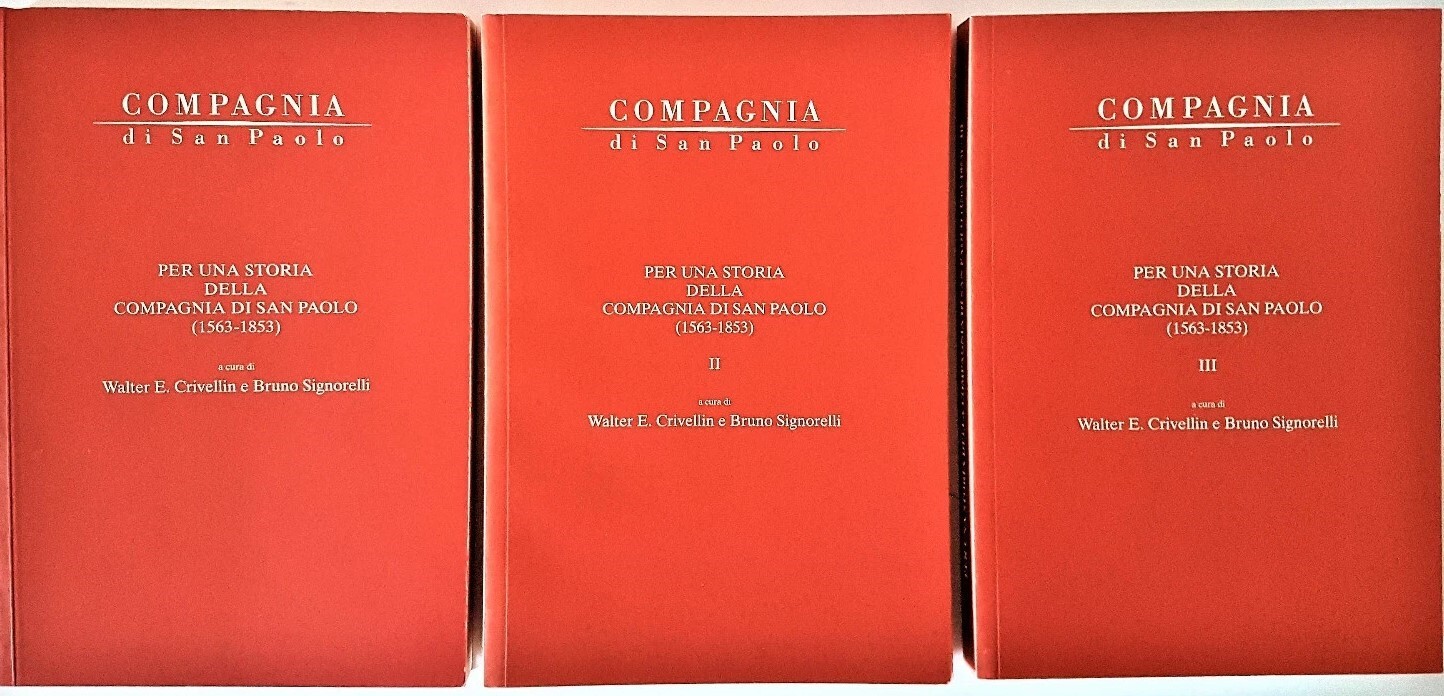 COMPAGNIA
di San Paolo
PER UNA STORIA
DELLA
COMPAGNIA DI SAN PAOLO
(1563-1853)
a cura di
Walter E. Crivellin e Bruno Signorelli
COMPAGNIA
di San Paolo
PER UNA STORIA
DELLA
COMPAGNIA DI SAN PAOLO
(1563-1853)
II
a cura di
Walter E. Crivellin e Bruno Signorelli
COMPAGNIA
di San Paolo
PER UNA STORIA
DELLA
COMPAGNIA DI SAN PAOLO
(1563-1853)
III
a cura di
Walter E. Crivellin e Bruno Signorelli